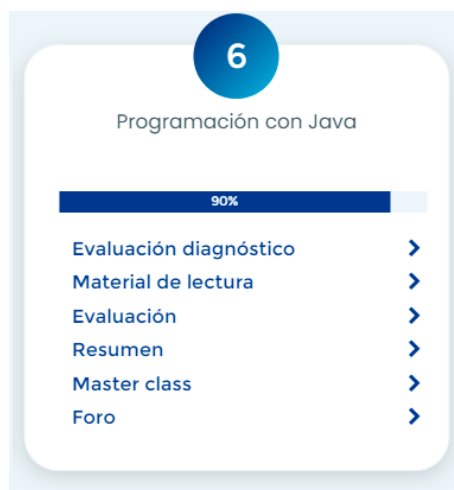 6
Programación con Java
90%
Evaluación diagnóstico
Material de lectura
Evaluación
Resumen
Master class
Foro